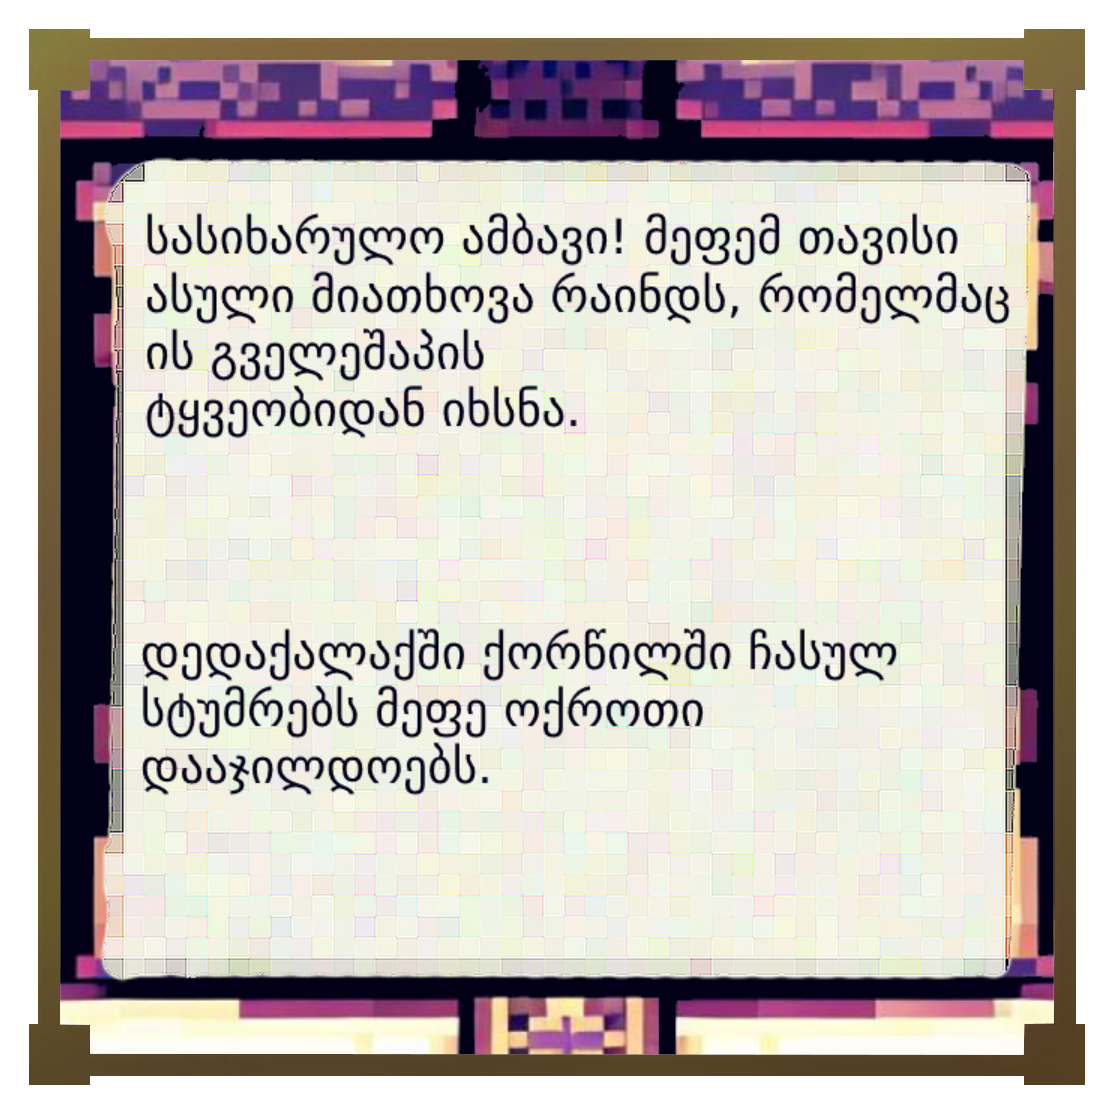 სასიხარულო ამბავი! მეფემ თავისი
ასული მიათხოვა რაინდს, რომელმაც
ის გველეშაპის
ტყვეობიდან იხსნა.
დედაქალაქში ქორწილში ჩასულ
სტუმრებს მეფე ოქროთი
დააჯილდოებს.